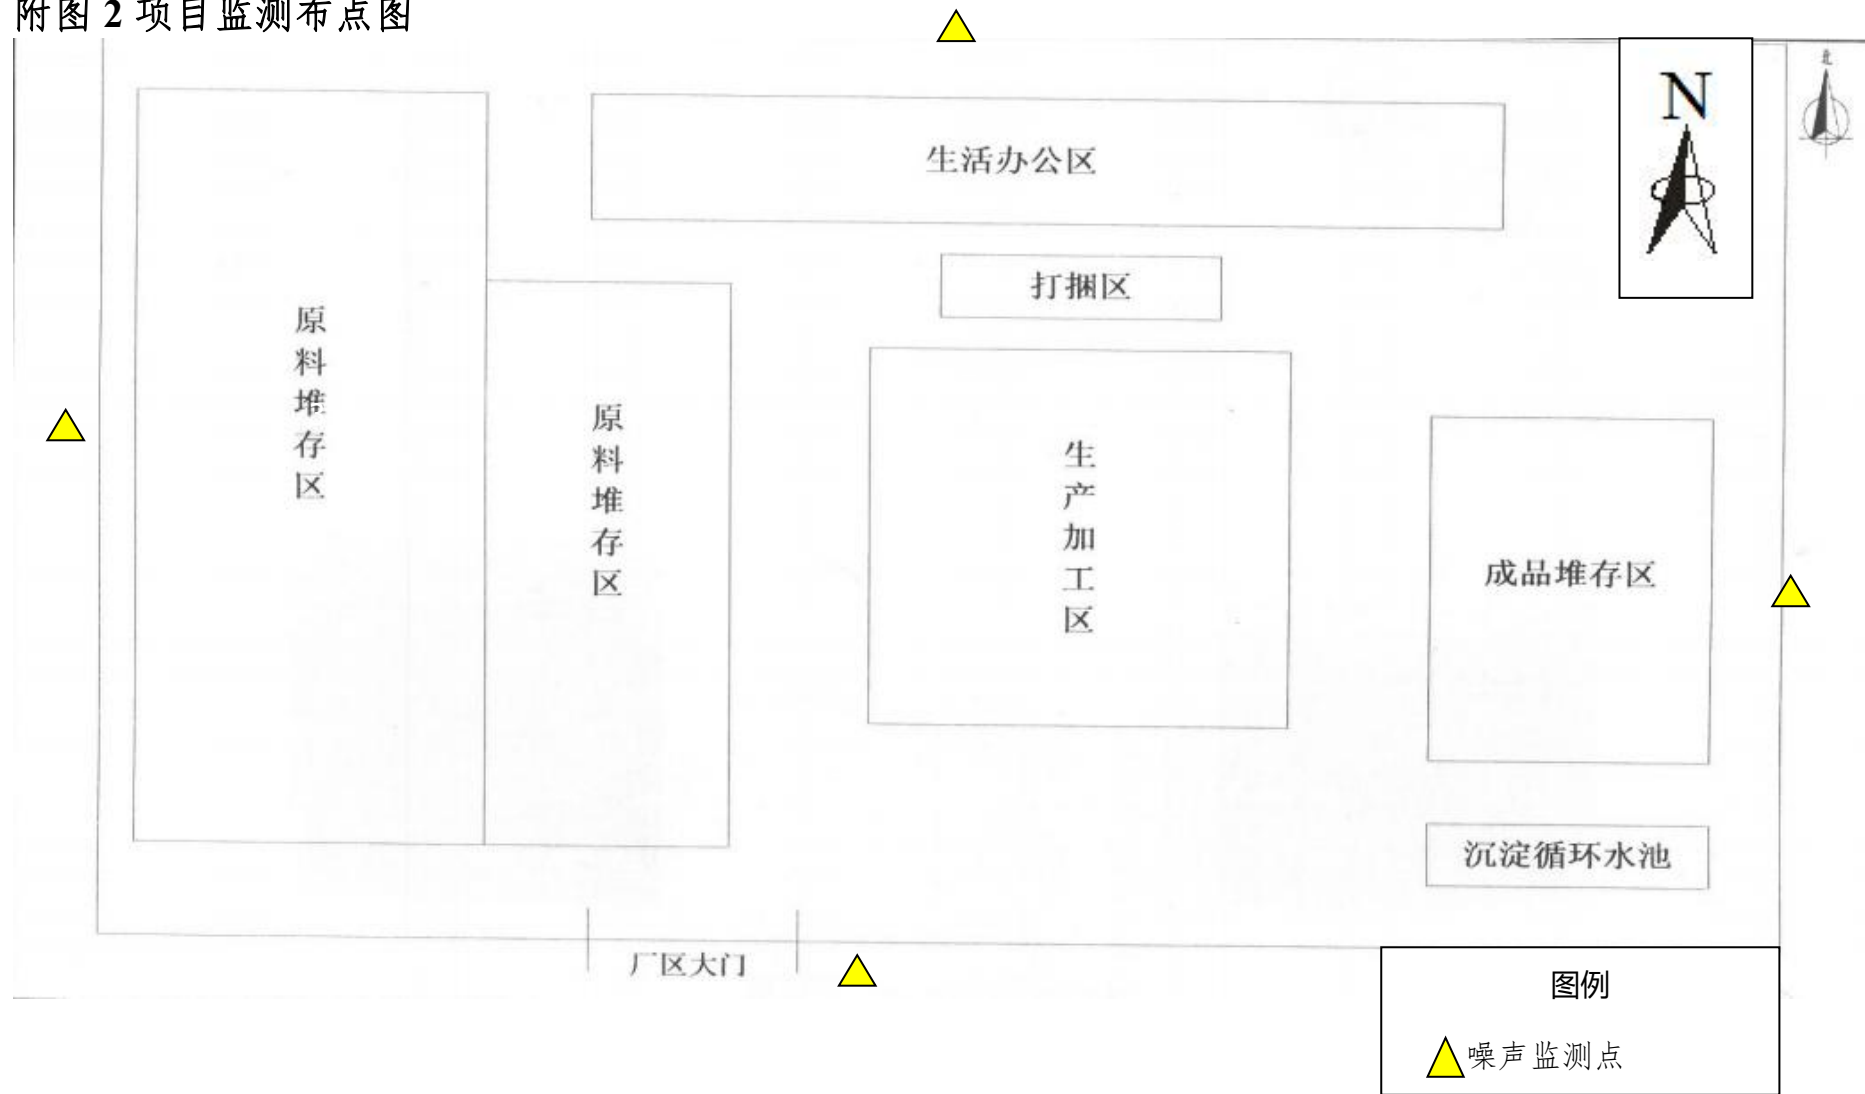 附图 2 项目监测布点图
N
北
生活办公区
打捆区
原料堆存区
原料堆存区
生产加工区
成品堆存区
沉淀循环水池
厂区大门
图例
噪声监测点